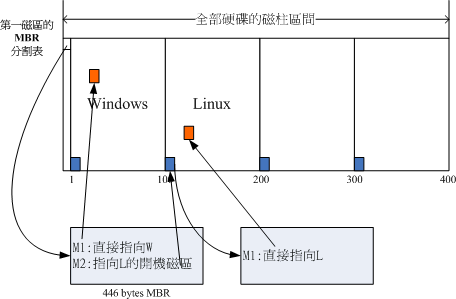 全部硬碟的磁柱區間
第一磁區的
MBR
分割表
Windows
Linux
1
100
200
300
400
M1:直接指向W
M2:指向L的開機磁區
M1:直接指向L
446 bytes MBR